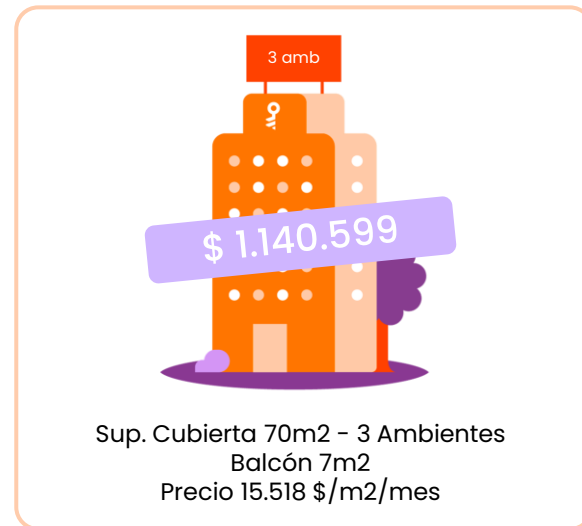 3 amb
$ 1.140.599
Sup. Cubierta 70m2 - 3 Ambientes
Balcón 7m2
Precio 15.518 $/m2/mes